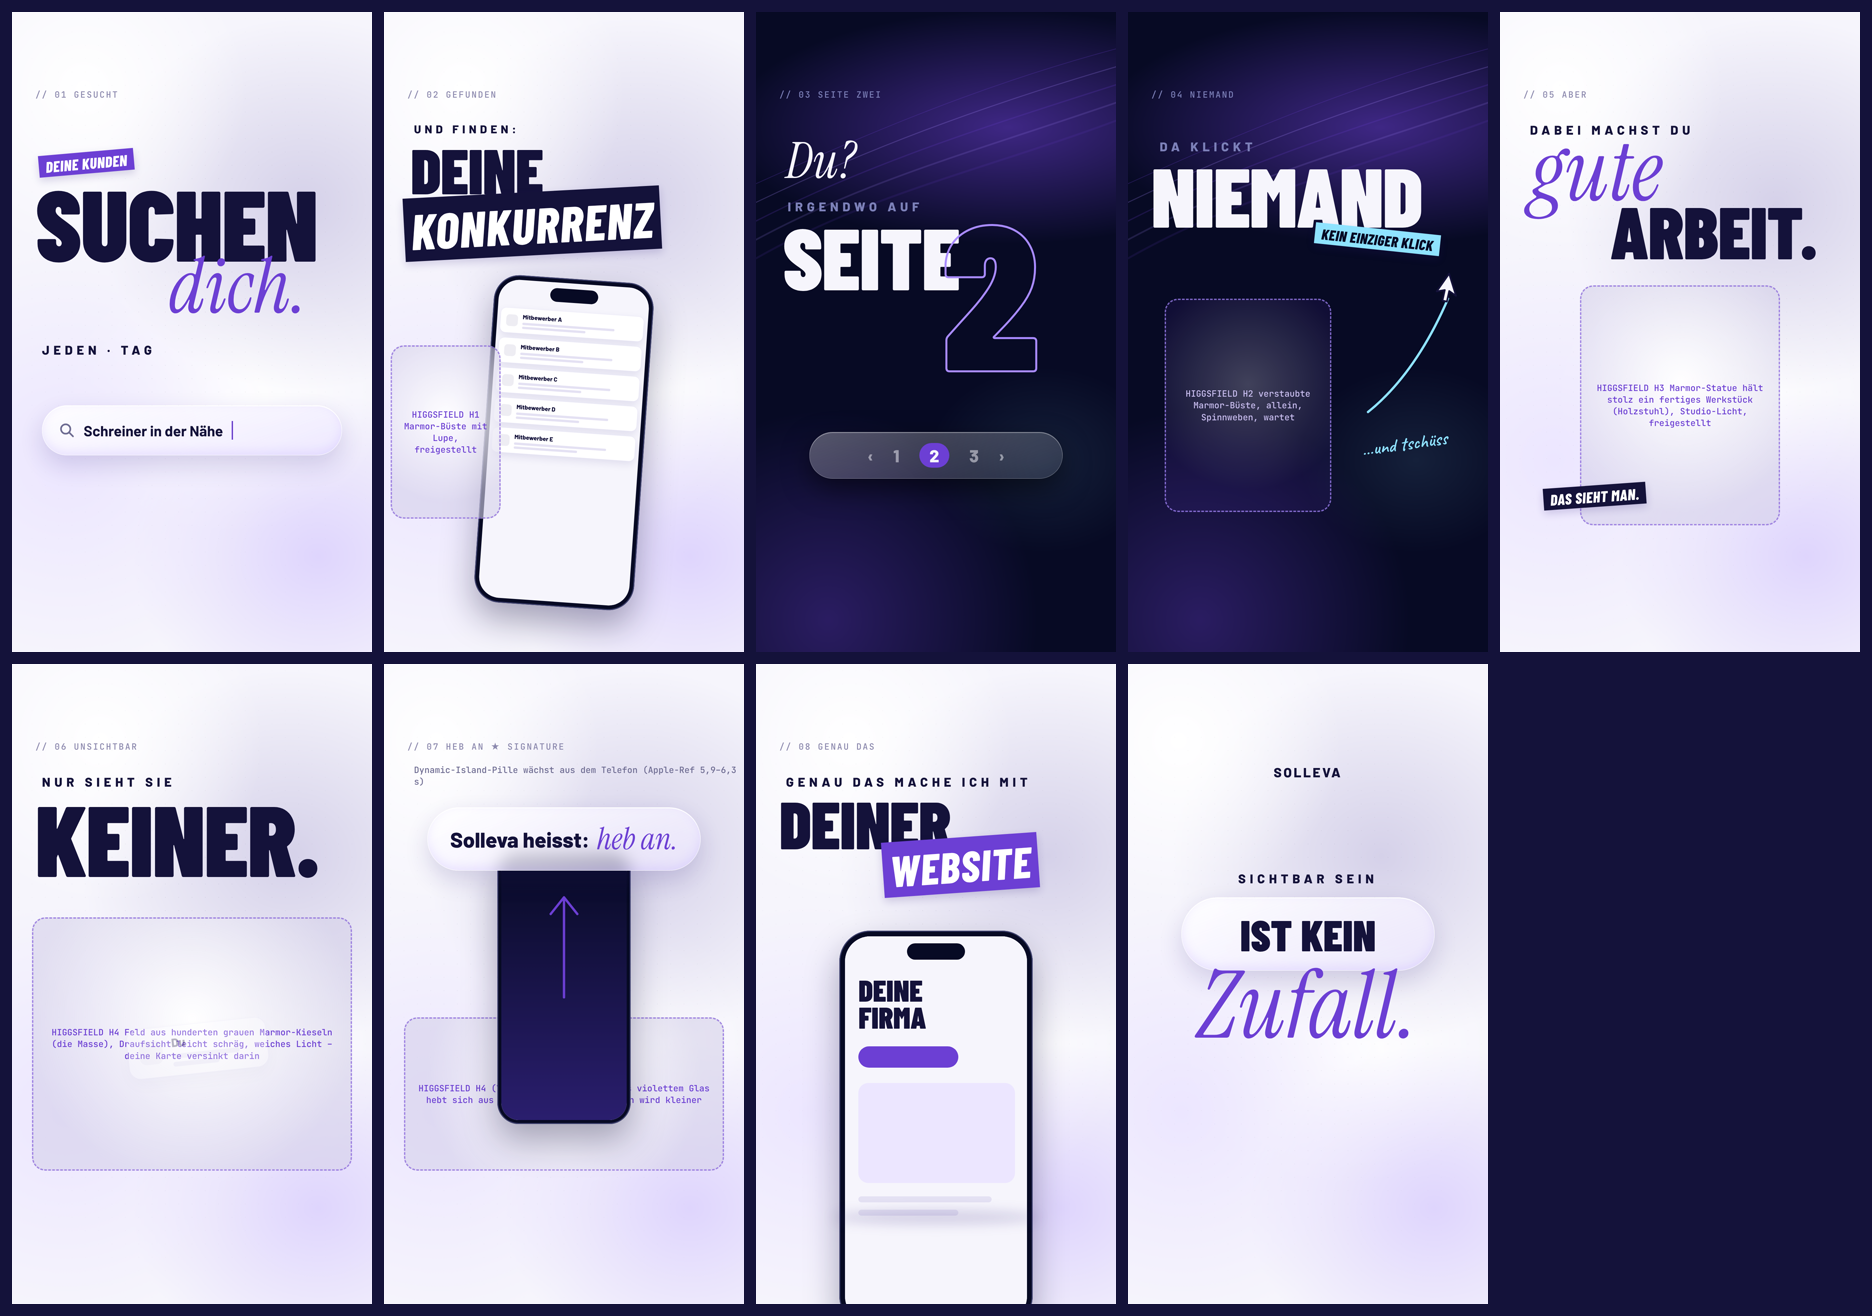 // 01 GESUCHT
DEINE KUNDEN
SUCHEN
dich.
JEDEN · TAG
Schreiner in der Nähe
// 02 GEFUNDEN
UND FINDEN:
DEINE
KONKURRENZ
Mitbewerber A
Mitbewerber B
Mitbewerber C
Mitbewerber D
Mitbewerber E
HIGGSFIELD H1
Marmor-Büste mit
Lupe,
freigestellt
// 03 SEITE ZWEI
Du?
IRGENDWO AUF
SEITE 2
‹ 1 2 3 ›
// 04 NIEMAND
DA KLICKT
NIEMAND
KEIN EINZIGER KLICK
HIGGSFIELD H2 verstaubte
Marmor-Büste, allein,
Spinnweben, wartet
...und tschüss
// 05 ABER
DABEI MACHST DU
gute
ARBEIT.
HIGGSFIELD H3 Marmor-Statue hält
stolz ein fertiges Werkstück
(Holzstuhl), Studio-Licht,
freigestellt
DAS SIEHT MAN.
// 06 UNSICHTBAR
NUR SIEHT SIE
KEINER.
HIGGSFIELD H4 Feld aus hunderten grauen Marmor-Kieseln
(die Masse), Draufsicht leicht schräg, weiches Licht –
deine Karte versinkt darin
// 07 HEB AN ★ SIGNATURE
Dynamic-Island-Pille wächst aus dem Telefon (Apple-Ref 5,9–6,3
s)
Solleva heisst: heb an.
HIGGSFIELD H4 ( violettem Glas
hebt sich aus wird kleiner
// 08 GENAU DAS
GENAU DAS MACHE ICH MIT
DEINER
WEBSITE
DEINE
FIRMA
SOLLEVA
SICHTBAR SEIN
IST KEIN
Zufall.